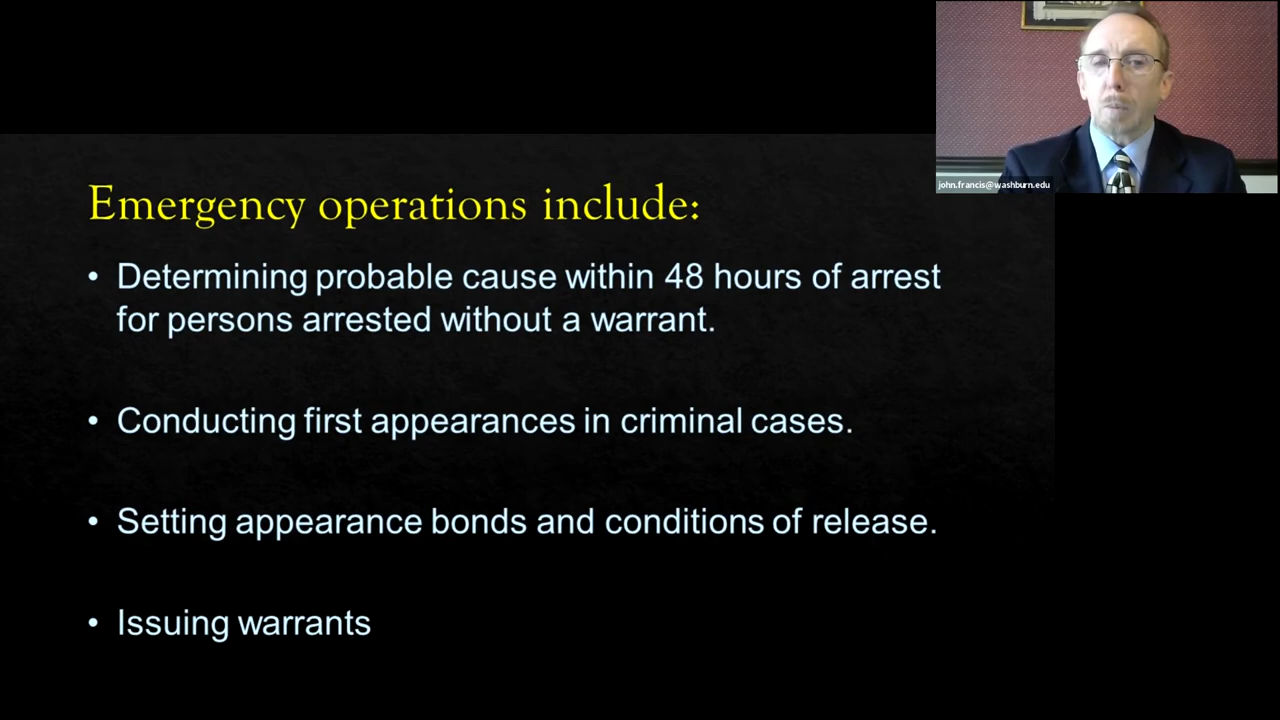 john.francis@washburn.edu
Emergency operations include:
• Determining probable cause within 48 hours of arrest
for persons arrested without a warrant.
• Conducting first appearances in criminal cases.
• Setting appearance bonds and conditions of release.
• Issuing warrants